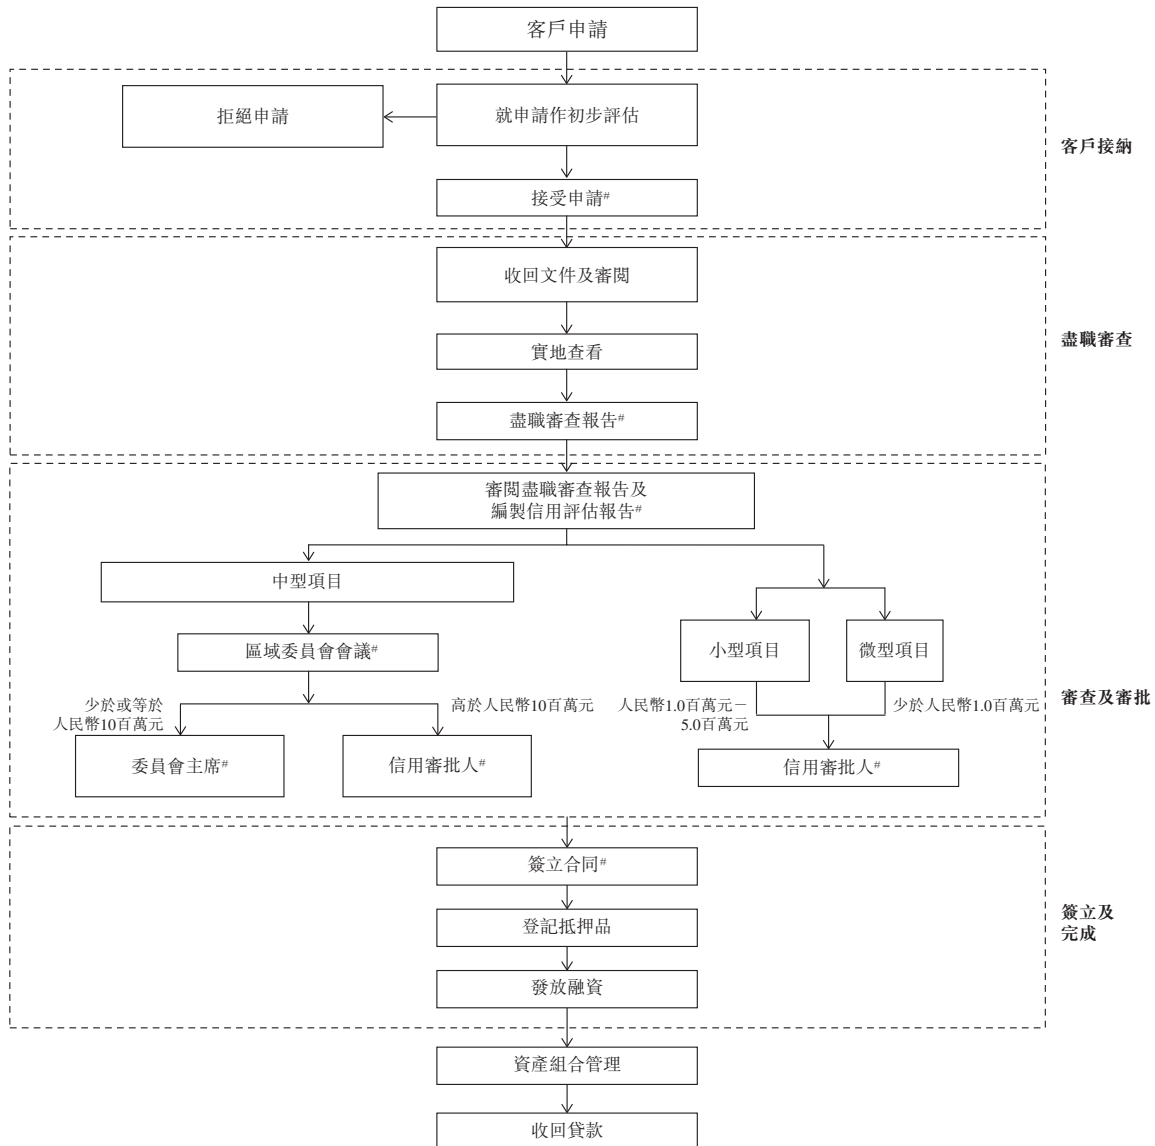 客戶申請
拒絕申請
就申請作初步評估
客戶接納
接受申請#
收回文件及審閱
實地查看
盡職審查
盡職審查報告#
審閱盡職審查報告及
編製信用評估報告#
中型項目
區域委員會會議#
小型項目
微型項目
少於或等於
人民幣10百萬元
高於人民幣10百萬元
人民幣1.0百萬元－
5.0百萬元
少於人民幣1.0百萬元
審查及審批
委員會主席#
信用審批人#
信用審批人#
簽立合同#
登記抵押品
簽立及
完成
發放融資
資產組合管理
收回貸款